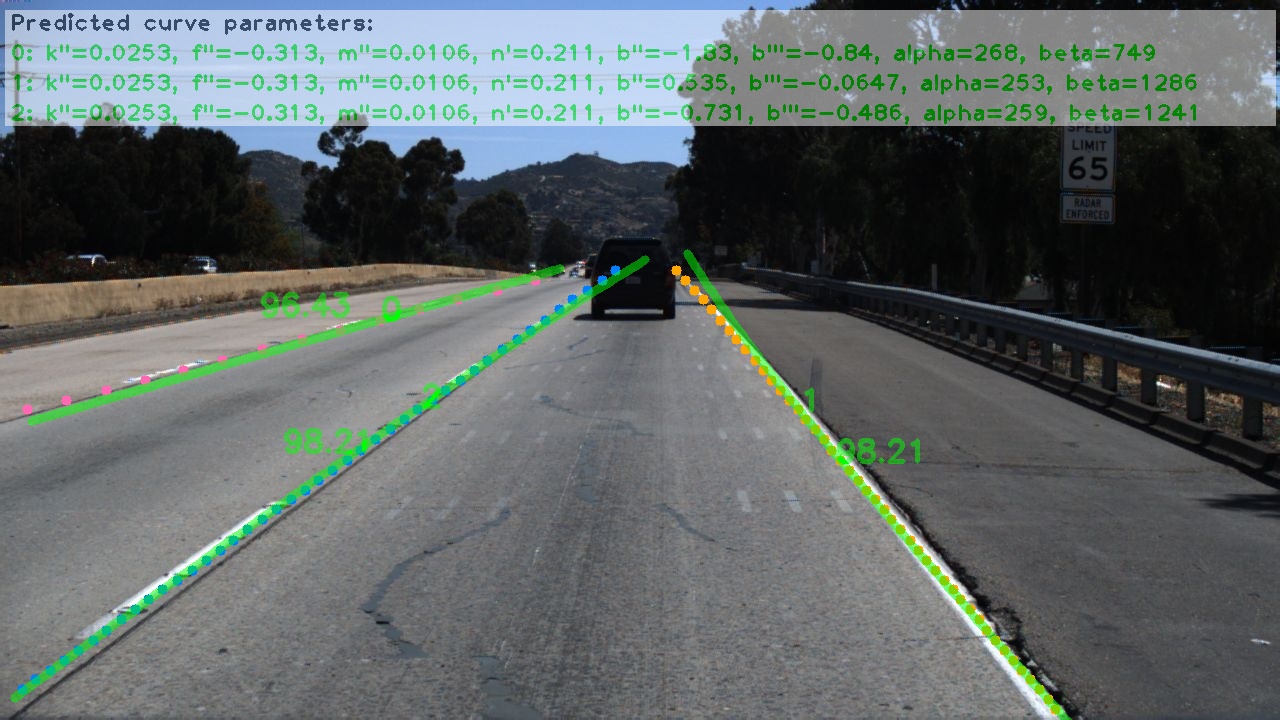 Predicted curve parameters:
0: k''=0.0253, f''=-0.313, m''=0.0106, n'=0.211, b''=-1.83, b'''=-0.84, alpha=268, beta=749
1: k''=0.0253, f''=-0.313, m''=0.0106, n'=0.211, b''=0.535, b'''=-0.0647, alpha=253, beta=1286
2: k''=0.0253, f''=-0.313, m''=0.0106, n'=0.211, b''=-0.731, b'''=-0.486, alpha=259, beta=1241
SPEED
LIMIT
65
RADAR
ENFORCED
96.43 0
2 1
98.21 98.21